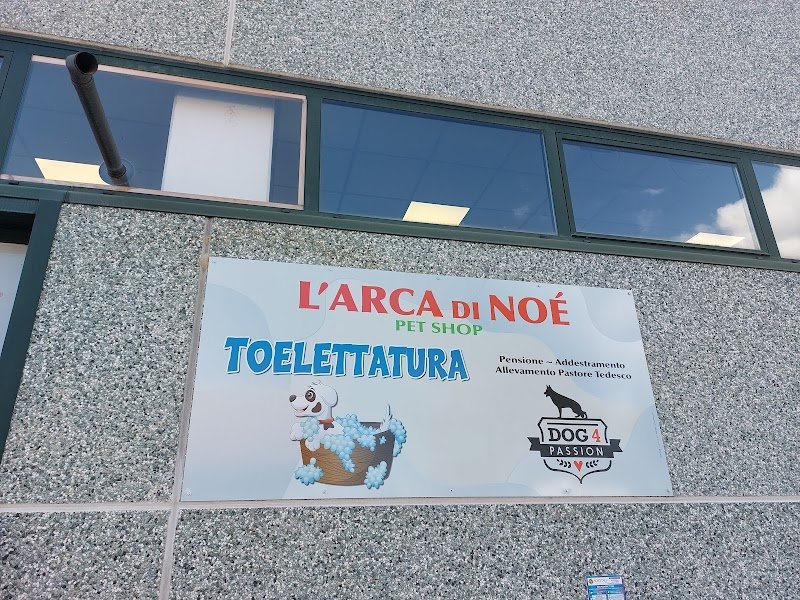 L'ARCA DI NOÉ
PET SHOP
TOELETTATURA
Pensione ~ Addestramento
Allevamento Pastore Tedesco
DOG 4
PASSION